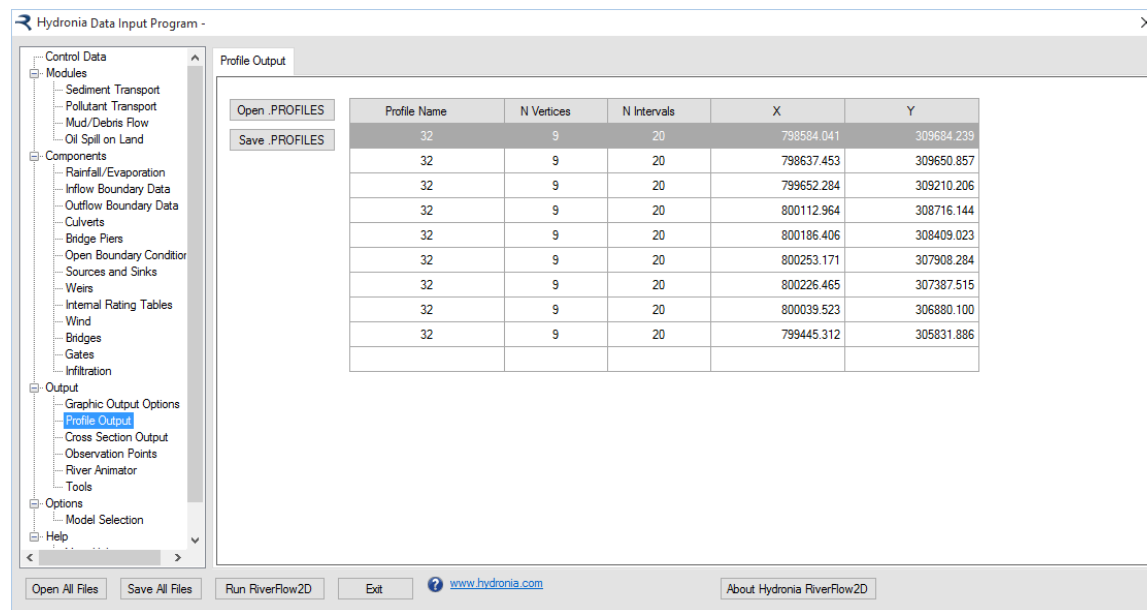 Hydronia Data Input Program -
Control Data
Modules
Sediment Transport
Pollutant Transport
Mud/Debris Flow
Oil Spill on Land
Components
Rainfall/Evaporation
Inflow Boundary Data
Outflow Boundary Data
Culverts
Bridge Piers
Open Boundary Condition
Sources and Sinks
Weirs
Internal Rating Tables
Wind
Bridges
Gates
Infiltration
Output
Graphic Output Options
Profile Output
Cross Section Output
Observation Points
River Animator
Tools
Options
Model Selection
Help
Profile Output
Open .PROFILES
Save .PROFILES
Profile Name N Vertices N Intervals X Y
32 9 20 798584.041 309684.239
32 9 20 798637.453 309650.857
32 9 20 799652.284 309210.206
32 9 20 800112.964 308716.144
32 9 20 800186.406 308409.023
32 9 20 800253.171 307908.284
32 9 20 800226.465 307387.515
32 9 20 800039.523 306880.100
32 9 20 799445.312 305831.886
Open All Files Save All Files Run RiverFlow2D Exit www.hydronia.com About Hydronia RiverFlow2D